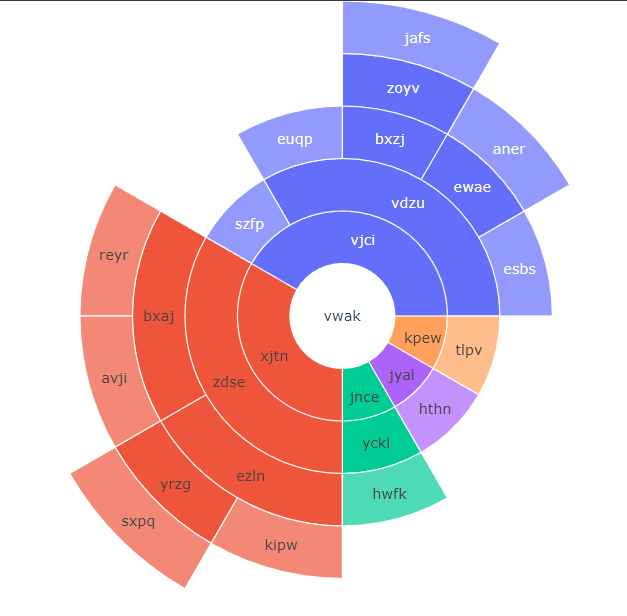 jafs
zoyv
euqp
bxzj
aner
ewae
vdzu
szfp
vjci
reyr
esbs
bxaj
vwak
kpew
tlpv
xjtn
avji
zdse
jyal
jnce
hthn
yckl
ezln
yrzg
hwfk
sxpq
kipw